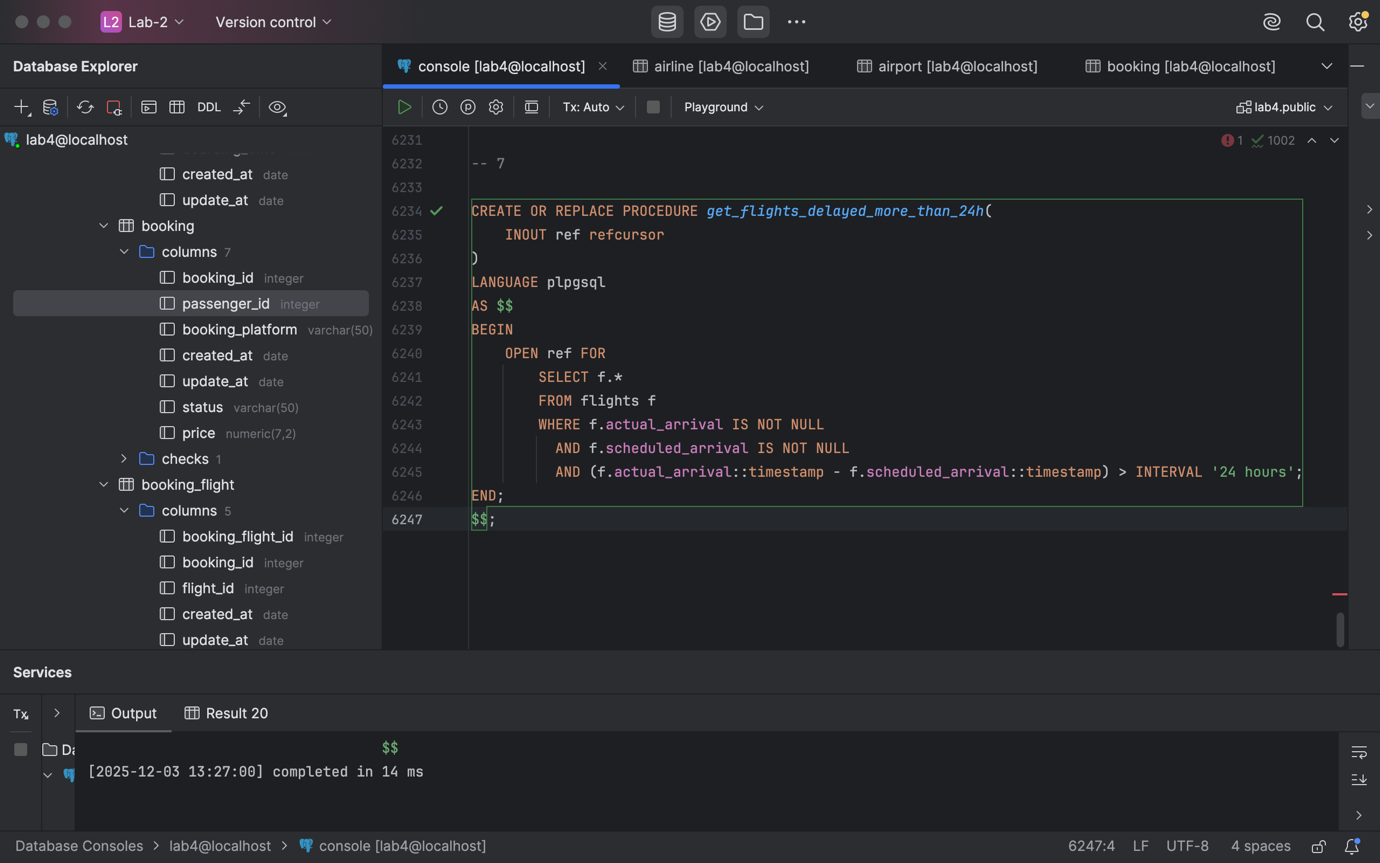 L2 Lab-2 Version control
Database Explorer
console [lab4@localhost] airline [lab4@localhost] airport [lab4@localhost] booking [lab4@localhost]
DDL
Tx: Auto Playground lab4.public
lab4@localhost
created_at date
update_at date
booking
columns 7
booking_id integer
passenger_id integer
booking_platform varchar(50)
created_at date
update_at date
status varchar(50)
price numeric(7,2)
checks 1
booking_flight
columns 5
booking_flight_id integer
booking_id integer
flight_id integer
created_at date
update_at date
1 1002
6231
6232 -- 7
6233
6234 CREATE OR REPLACE PROCEDURE get_flights_delayed_more_than_24h(
6235 INOUT ref refcursor
6236 )
6237 LANGUAGE plpgsql
6238 AS $$
6239 BEGIN
6240 OPEN ref FOR
6241 SELECT f.*
6242 FROM flights f
6243 WHERE f.actual_arrival IS NOT NULL
6244 AND f.scheduled_arrival IS NOT NULL
6245 AND (f.actual_arrival::timestamp - f.scheduled_arrival::timestamp) > INTERVAL '24 hours';
6246 END;
6247 $$;
Services
Tx
Output Result 20
Da
$$
[2025-12-03 13:27:00] completed in 14 ms
Database Consoles > lab4@localhost > console [lab4@localhost]
6247:4 LF UTF-8 4 spaces